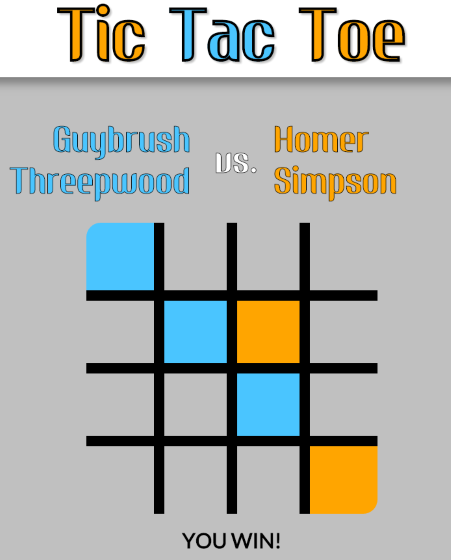 Tic Tac Toe
Guybrush
Threepwood
vs.
Homer
Simpson
YOU WIN!